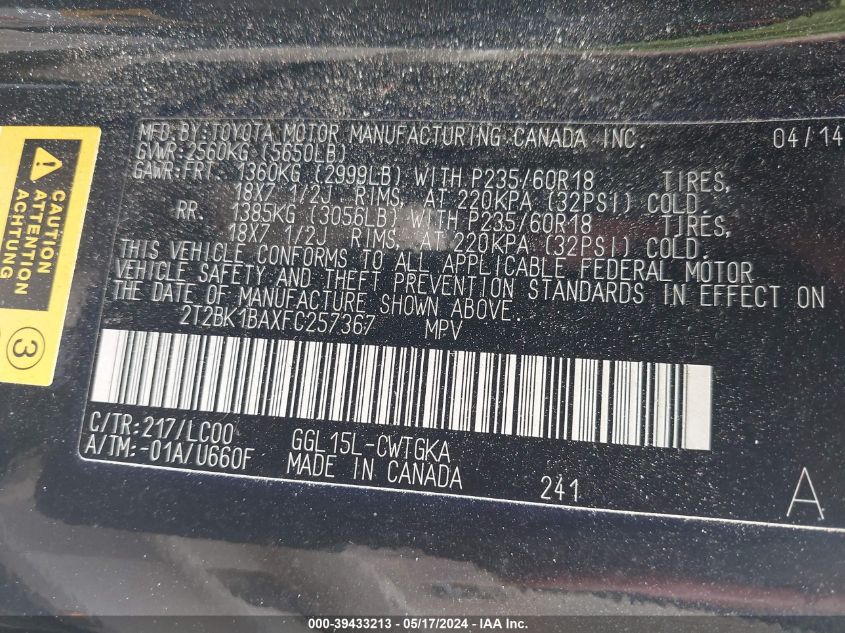 MFD.BY:TOYOTA MOTOR MANUFACTURING CANADA INC. 04/14
GVWR:2560KG (5650LB)
GAWR:FRT. 1360KG (2999LB) WITH P235/60R18 TIRES,
18X7 1/2J RIMS, AT 220KPA (32PSI) COLD.
RR. 1385KG (3056LB) WITH P235/60R18 TIRES,
18X7 1/2J RIMS, AT 220KPA (32PSI) COLD.
THIS VEHICLE CONFORMS TO ALL APPLICABLE FEDERAL MOTOR
VEHICLE SAFETY AND THEFT PREVENTION STANDARDS IN EFFECT ON
THE DATE OF MANUFACTURE SHOWN ABOVE.
2T2BK1BAXFC257367 MPV
C/TR:217/LC00 GGL15L-CWTGKA
A/TM:-01A/U660F MADE IN CANADA 241 A
CAUTION
ATTENTION
ACHTUNG
3
000-39433213 - 05/17/2024 - IAA Inc.